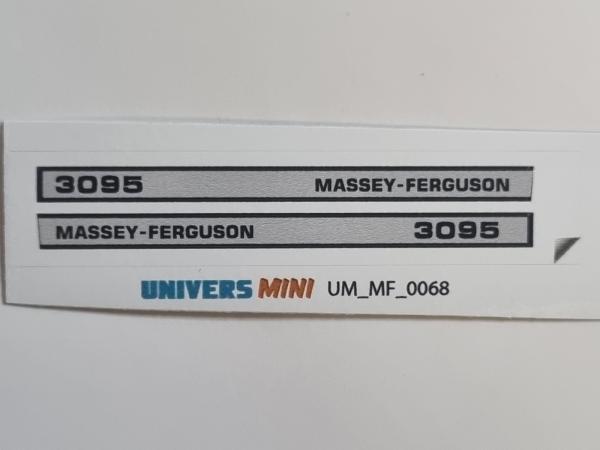 3095 MASSEY-FERGUSON
MASSEY-FERGUSON 3095
UNIVERS MINI UM_MF_0068